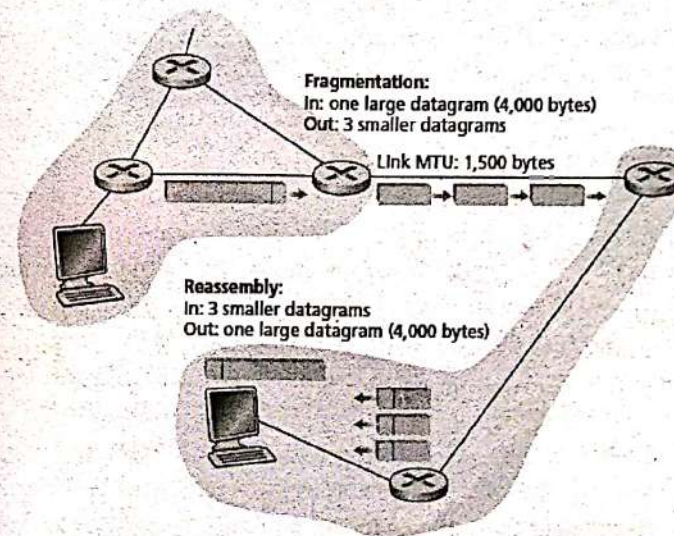 Fragmentation:
In: one large datagram (4,000 bytes)
Out: 3 smaller datagrams
Link MTU: 1,500 bytes
Reassembly:
In: 3 smaller datagrams
Out: one large datagram (4,000 bytes)